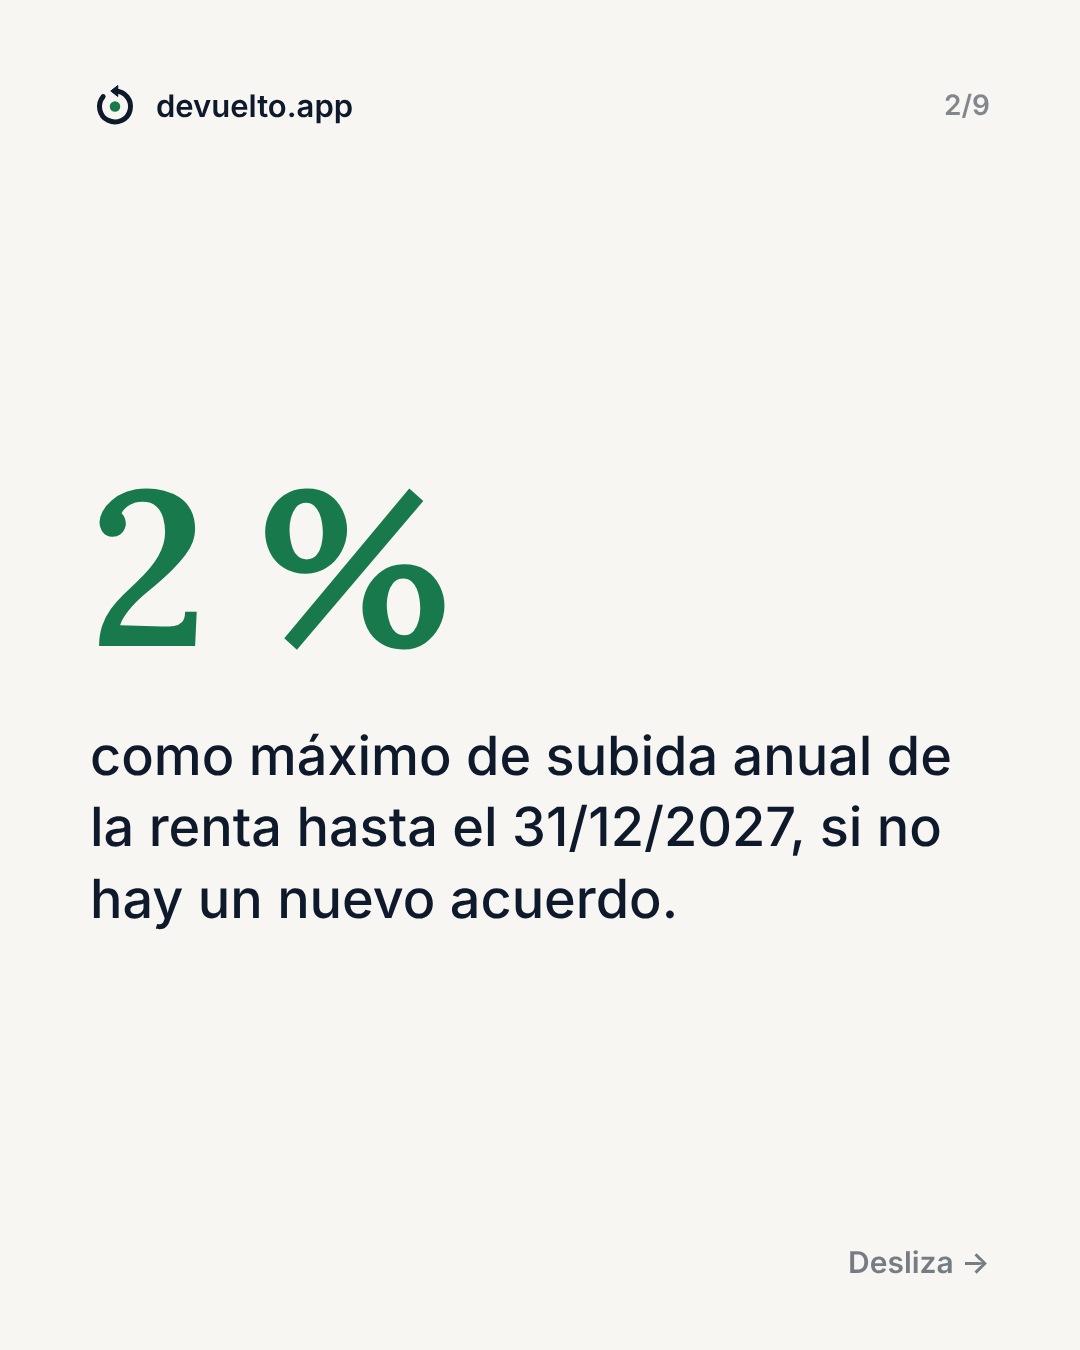 devuelto.app
2/9
2 %
como máximo de subida anual de
la renta hasta el 31/12/2027, si no
hay un nuevo acuerdo.
Desliza →